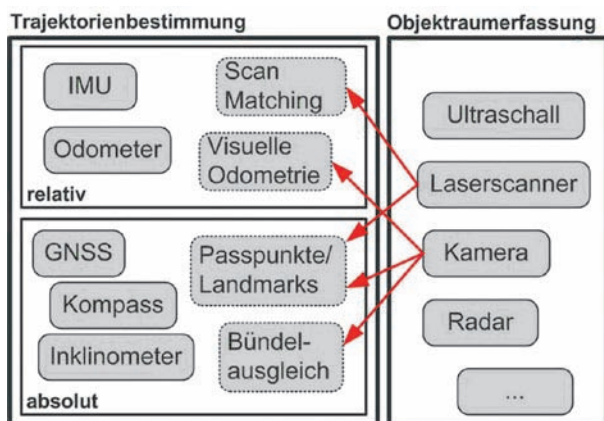 Trajektorienbestimmung
IMU
Scan
Matching
Odometer
Visuelle
Odometrie
relativ
GNSS
Kompass
Inklinometer
Passpunkte/
Landmarks
Bündel-
ausgleich
absolut
Objektraumerfassung
Ultraschall
Laserscanner
Kamera
Radar
...